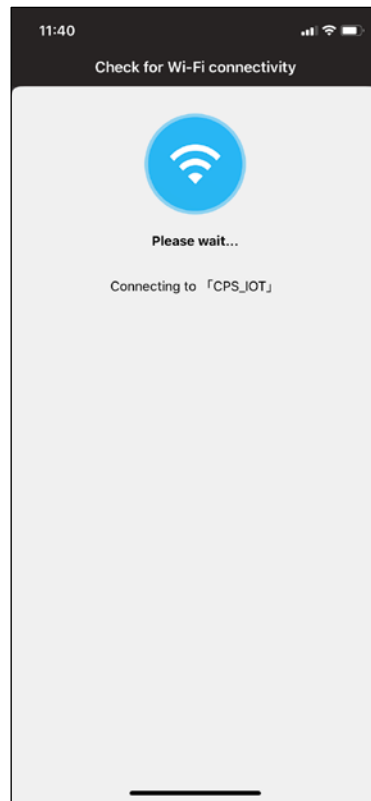 11:40
Check for Wi-Fi connectivity
Please wait...
Connecting to 「CPS_IOT」